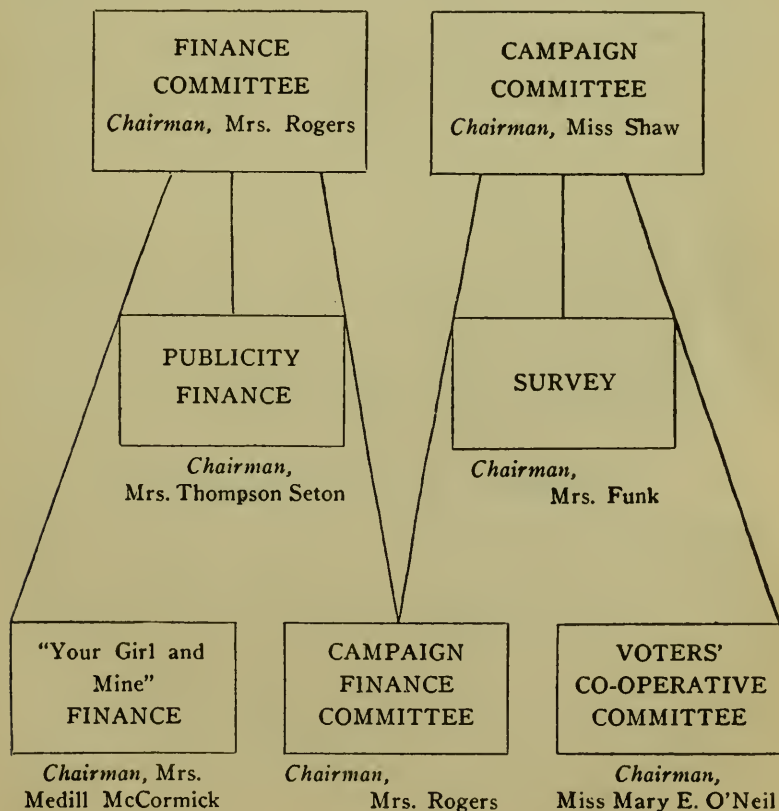 FINANCE
COMMITTEE
Chairman, Mrs. Rogers
CAMPAIGN
COMMITTEE
Chairman, Miss Shaw
PUBLICITY
FINANCE
Chairman,
Mrs. Thompson Seton
SURVEY
Chairman,
Mrs. Funk
"Your Girl and
Mine"
FINANCE
Chairman, Mrs.
Medill McCormick
CAMPAIGN
FINANCE
COMMITTEE
Chairman,
Mrs. Rogers
VOTERS'
CO-OPERATIVE
COMMITTEE
Chairman,
Miss Mary E. O'Neil